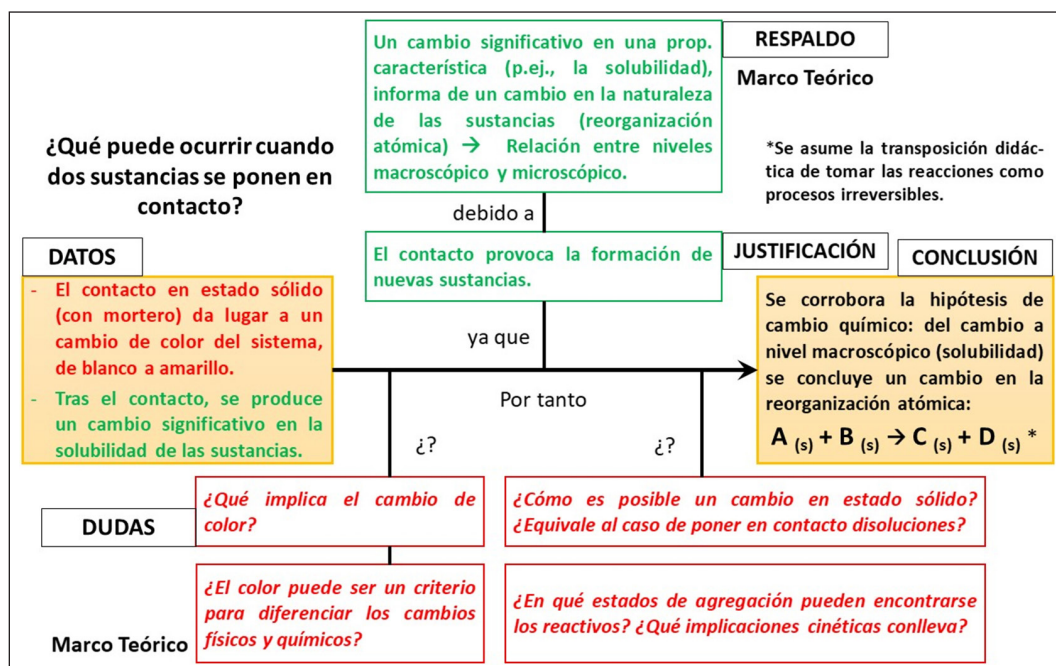 Un cambio significativo en una prop.
característica (p.ej., la solubilidad),
informa de un cambio en la naturaleza
de las sustancias (reorganización
atómica) → Relación entre niveles
macroscópico y microscópico.
RESPALDO
Marco Teórico
¿Qué puede ocurrir cuando
dos sustancias se ponen en
contacto?
*Se asume la transposición didác-
tica de tomar las reacciones como
procesos irreversibles.
debido a
DATOS
El contacto provoca la formación de
nuevas sustancias.
JUSTIFICACIÓN
CONCLUSIÓN
- El contacto en estado sólido
(con mortero) da lugar a un
cambio de color del sistema,
de blanco a amarillo.
- Tras el contacto, se produce
un cambio significativo en la
solubilidad de las sustancias.
ya que
Por tanto
Se corrobora la hipótesis de
cambio químico: del cambio a
nivel macroscópico (solubilidad)
se concluye un cambio en la
reorganización atómica:
A (s) + B (s) → C (s) + D (s) *
¿?
¿?
DUDAS
¿Qué implica el cambio de
color?
¿Cómo es posible un cambio en estado sólido?
¿Equivale al caso de poner en contacto disoluciones?
Marco Teórico
¿El color puede ser un criterio
para diferenciar los cambios
físicos y químicos?
¿En qué estados de agregación pueden encontrarse
los reactivos? ¿Qué implicaciones cinéticas conlleva?